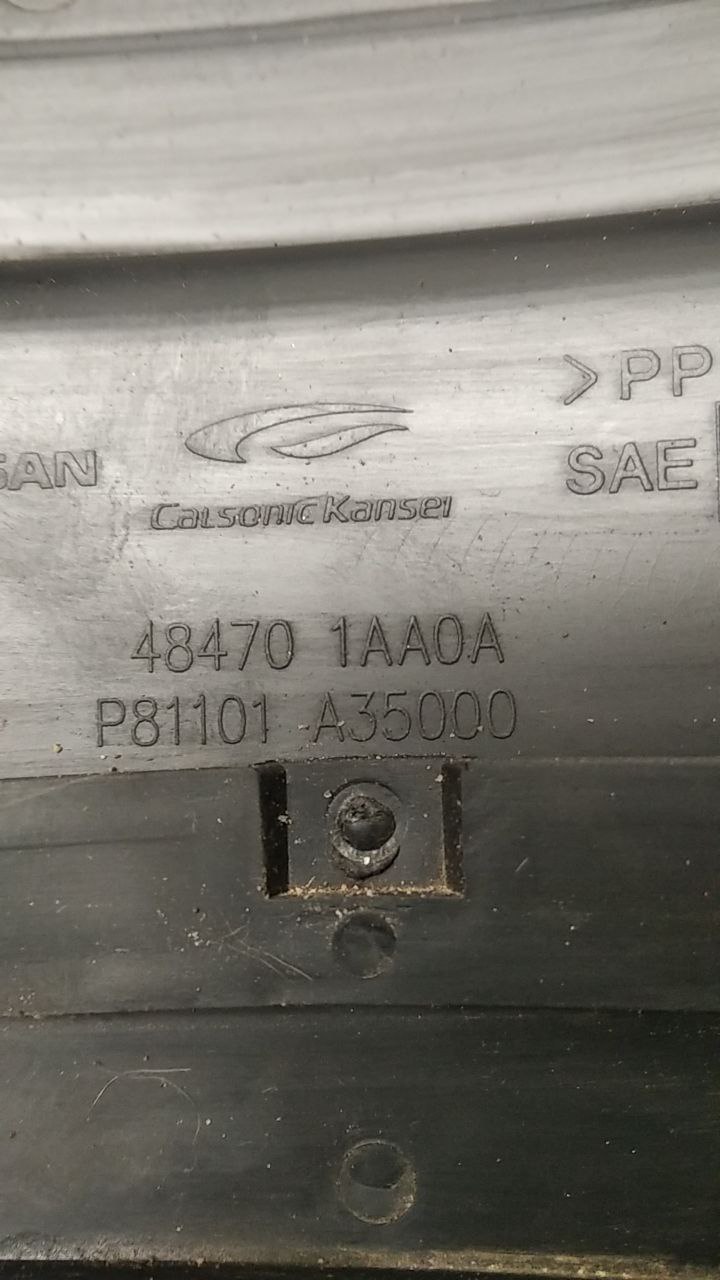 >PP
SAN
SAE
CalsonicKansei
48470 1AA0A
P81101 A35000